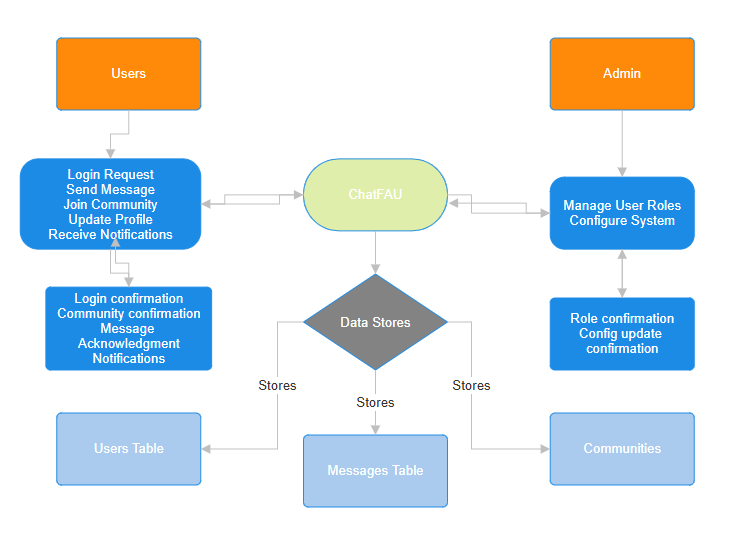 Users
Admin
Login Request
Send Message
Join Community
Update Profile
Receive Notifications
ChatFAU
Manage User Roles
Configure System
Login confirmation
Community confirmation
Message
Acknowledgment
Notifications
Data Stores
Role confirmation
Config update
confirmation
Stores
Stores
Stores
Users Table
Messages Table
Communities